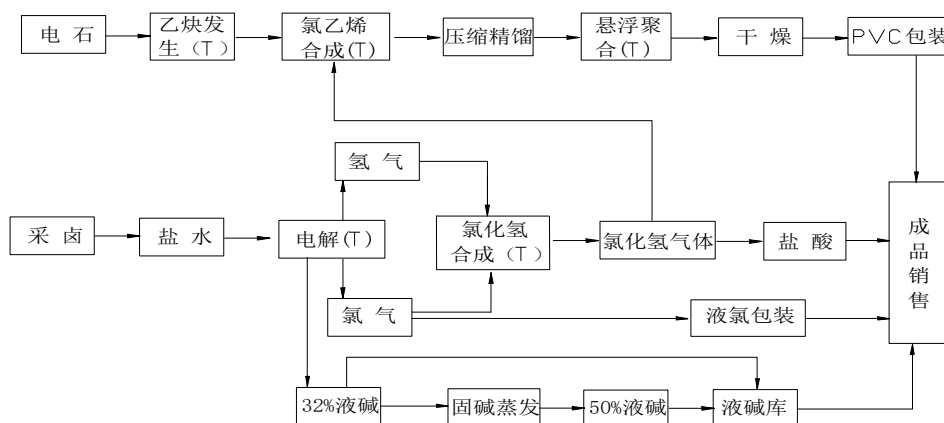 电 石
乙炔发
生（T）
氯乙烯
合成(T)
压缩精馏
悬浮聚
合(T)
干 燥
PVC包装
氢 气
采 卤
盐 水
电解(T)
氯化氢
合成（T）
氯化氢气体
盐 酸
成
品
销
售
氯 气
液氯包装
32%液碱
固碱蒸发
50%液碱
液碱库